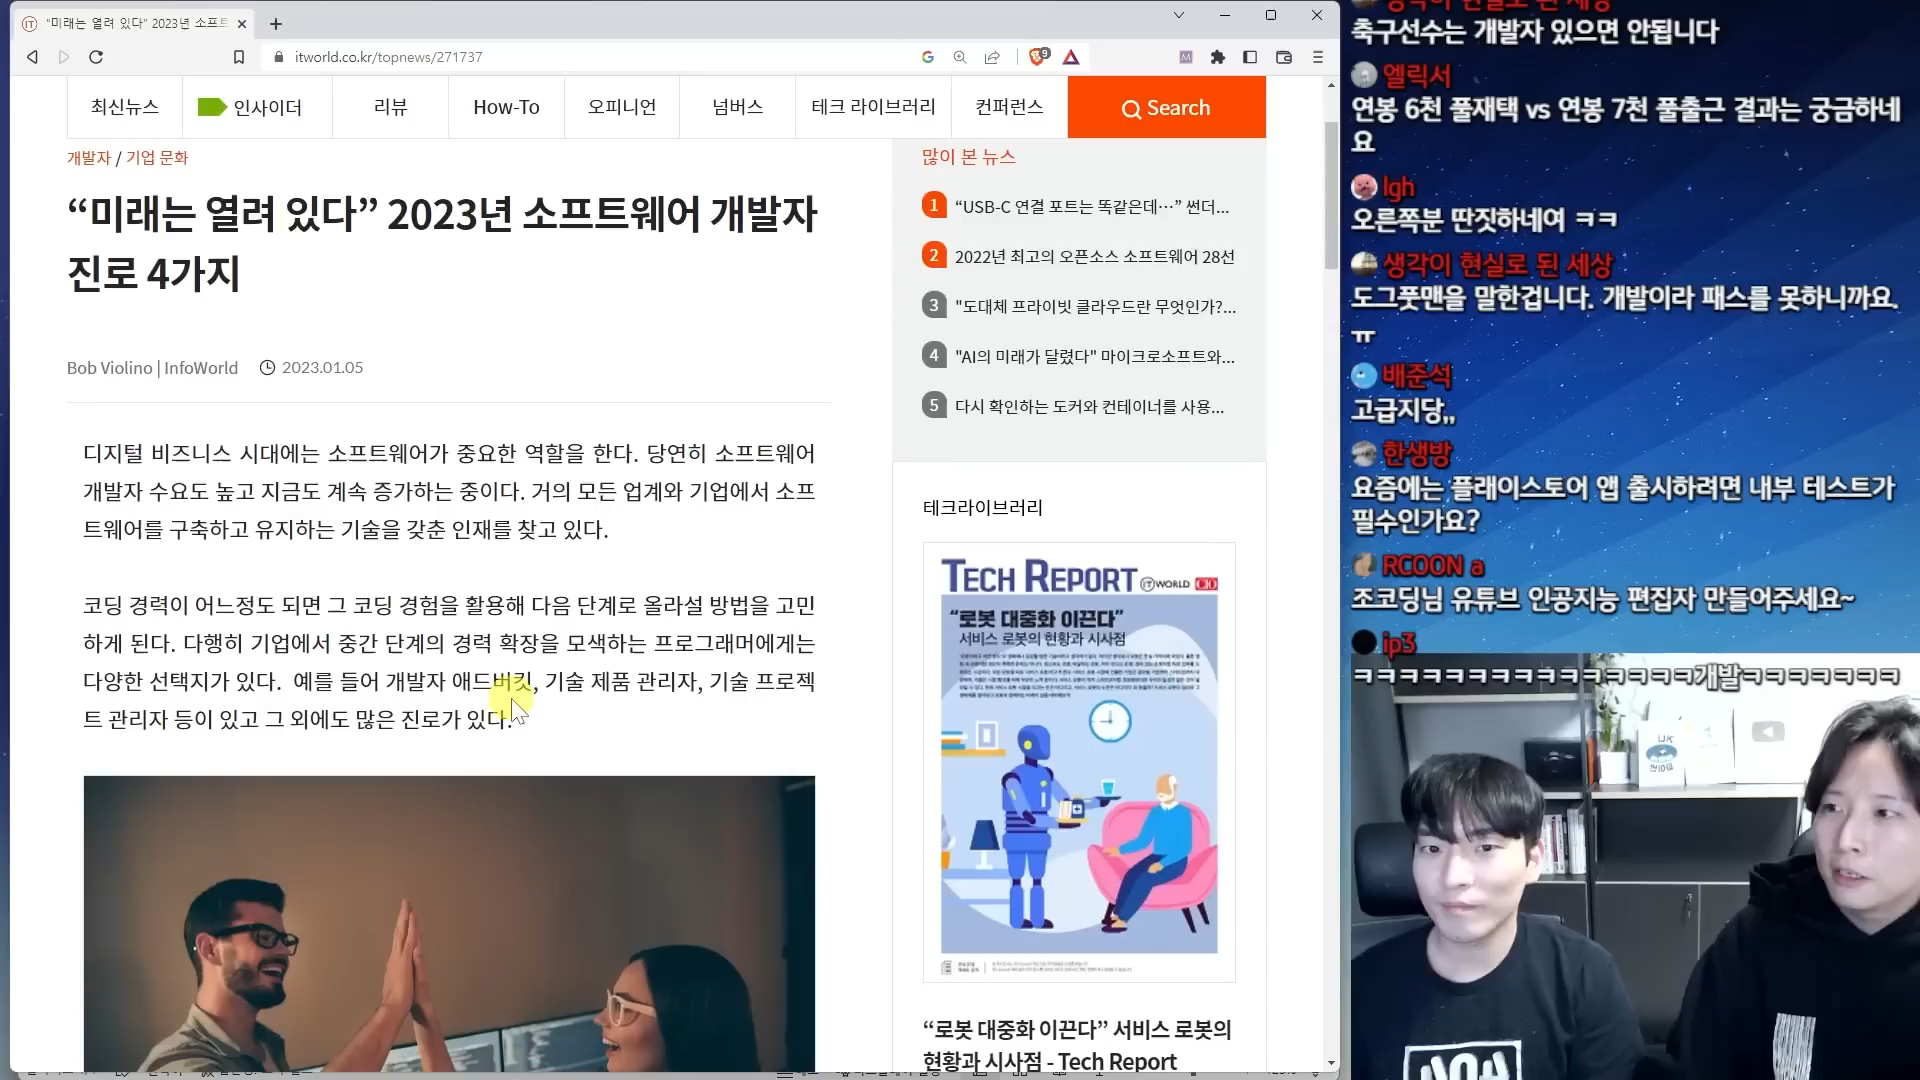 “미래는 열려 있다” 2023년 소프트
itworld.co.kr/topnews/271737
최신뉴스
인사이더
리뷰
How-To
오피니언
넘버스
테크 라이브러리
컨퍼런스
Search
개발자 / 기업 문화
“미래는 열려 있다” 2023년 소프트웨어 개발자
진로 4가지
Bob Violino | InfoWorld
2023.01.05
디지털 비즈니스 시대에는 소프트웨어가 중요한 역할을 한다. 당연히 소프트웨어
개발자 수요도 높고 지금도 계속 증가하는 중이다. 거의 모든 업계와 기업에서 소프
트웨어를 구축하고 유지하는 기술을 갖춘 인재를 찾고 있다.
코딩 경력이 어느정도 되면 그 코딩 경험을 활용해 다음 단계로 올라설 방법을 고민
하게 된다. 다행히 기업에서 중간 단계의 경력 확장을 모색하는 프로그래머에게는
다양한 선택지가 있다. 예를 들어 개발자 애드버킷, 기술 제품 관리자, 기술 프로젝
트 관리자 등이 있고 그 외에도 많은 진로가 있다.
많이 본 뉴스
1 “USB-C 연결 포트는 똑같은데…” 썬더...
2 2022년 최고의 오픈소스 소프트웨어 28선
3 "도대체 프라이빗 클라우드란 무엇인가?...
4 "AI의 미래가 달렸다" 마이크로소프트와...
5 다시 확인하는 도커와 컨테이너를 사용...
테크라이브러리
TECH REPORT ITWORLD CIO
“로봇 대중화 이끈다”
서비스 로봇의 현황과 시사점
“로봇 대중화 이끈다” 서비스 로봇의
현황과 시사점 - Tech Report
축구선수는 개발자 있으면 안됩니다
엘릭서
연봉 6천 풀재택 vs 연봉 7천 풀출근 결과는 궁금하네
요
lgh
오른쪽분 딴짓하네여 ㅋㅋ
생각이 현실로 된 세상
도그풋맨을 말한겁니다. 개발이라 패스를 못하니까요.
ㅠ
배준석
고급지당,,
한생방
요즘에는 플래이스토어 앱 출시하려면 내부 테스트가
필수인가요?
RCOON a
조코딩님 유튜브 인공지능 편집자 만들어주세요~
ip3
ㅋㅋㅋㅋㅋㅋㅋㅋㅋㅋㅋㅋㅋㅋㅋ개발ㅋㅋㅋㅋㅋㅋㅋㅋ